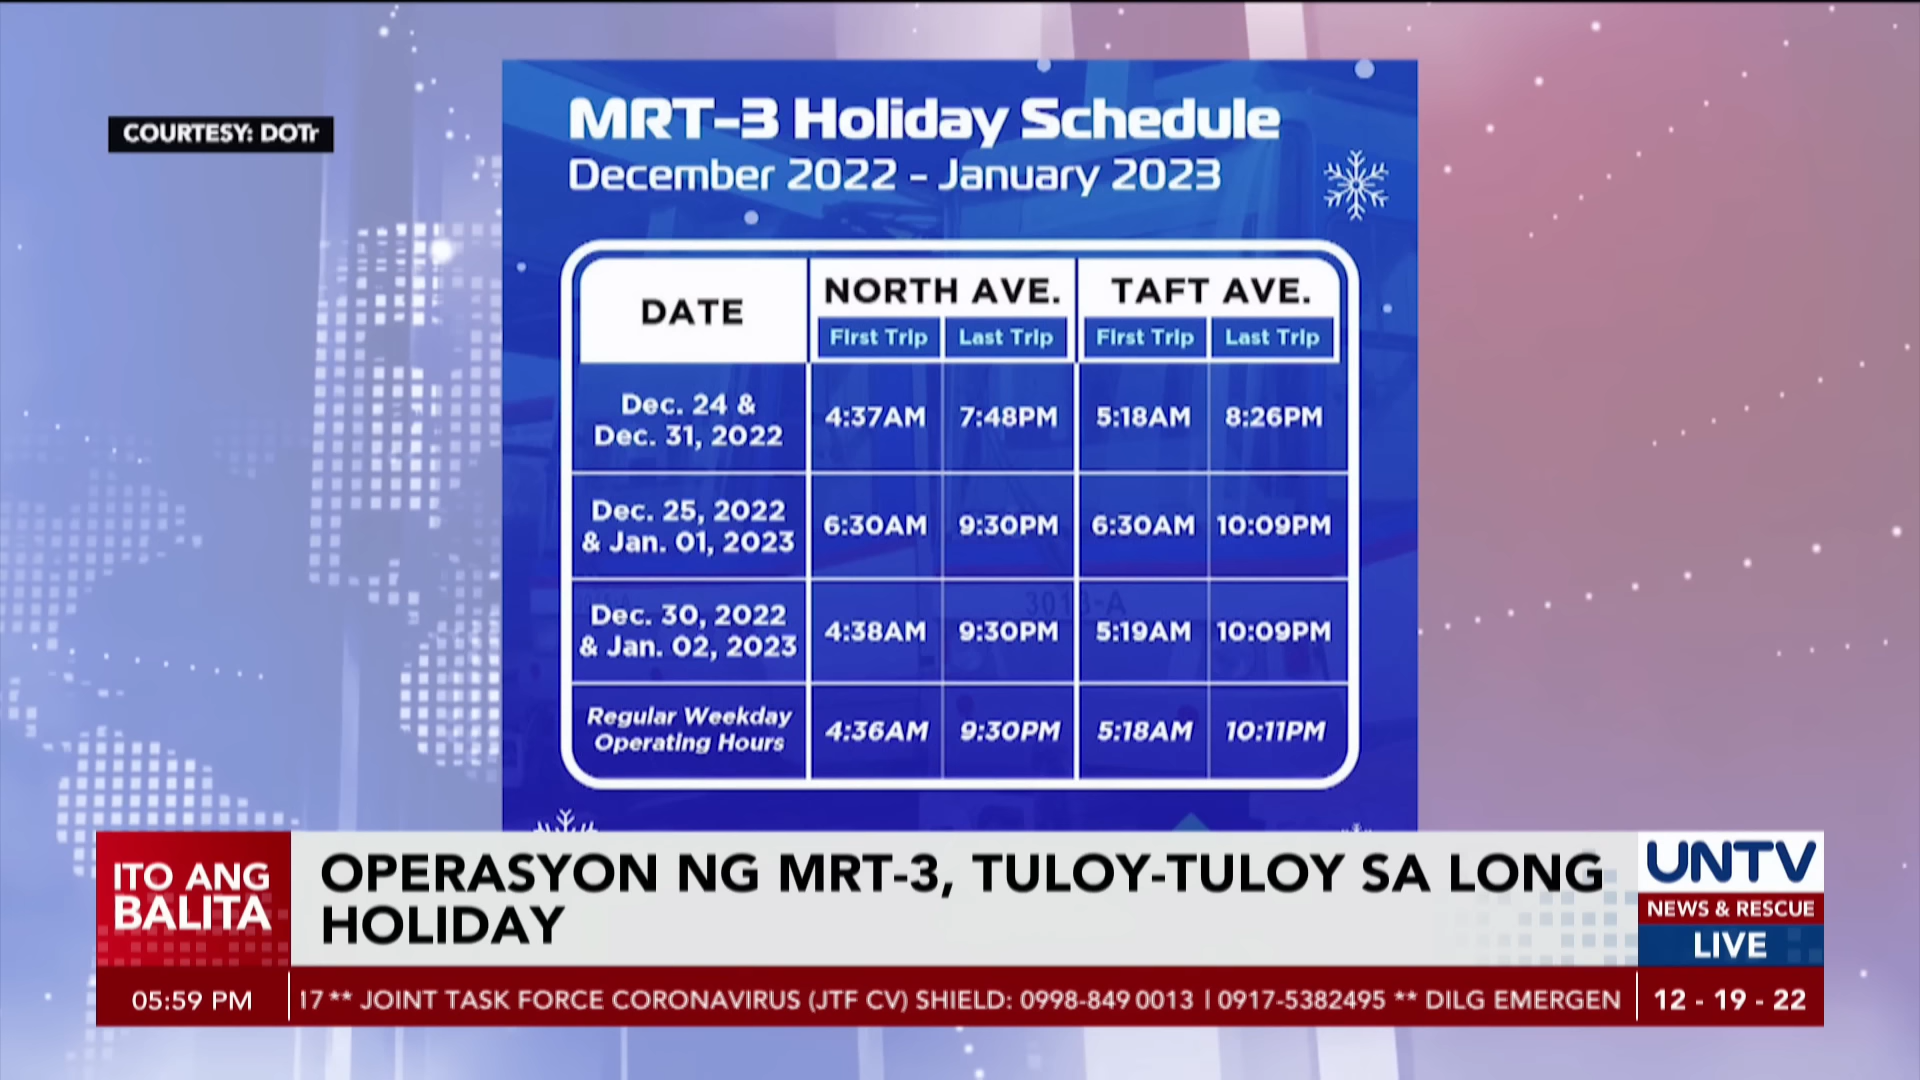 COURTESY: DOTr
MRT-3 Holiday Schedule
December 2022 - January 2023
DATE
NORTH AVE.
TAFT AVE.
First Trip
Last Trip
First Trip
Last Trip
Dec. 24 &
Dec. 31, 2022
4:37AM
7:48PM
5:18AM
8:26PM
Dec. 25, 2022
& Jan. 01, 2023
6:30AM
9:30PM
6:30AM
10:09PM
Dec. 30, 2022
& Jan. 02, 2023
4:38AM
9:30PM
5:19AM
10:09PM
Regular Weekday
Operating Hours
4:36AM
9:30PM
5:18AM
10:11PM
ITO ANG
BALITA
OPERASYON NG MRT-3, TULOY-TULOY SA LONG
HOLIDAY
UNTV
NEWS & RESCUE
LIVE
05:59 PM
17 ** JOINT TASK FORCE CORONAVIRUS (JTF CV) SHIELD: 0998-849 0013 | 0917-5382495 ** DILG EMERGEN
12 - 19 - 22